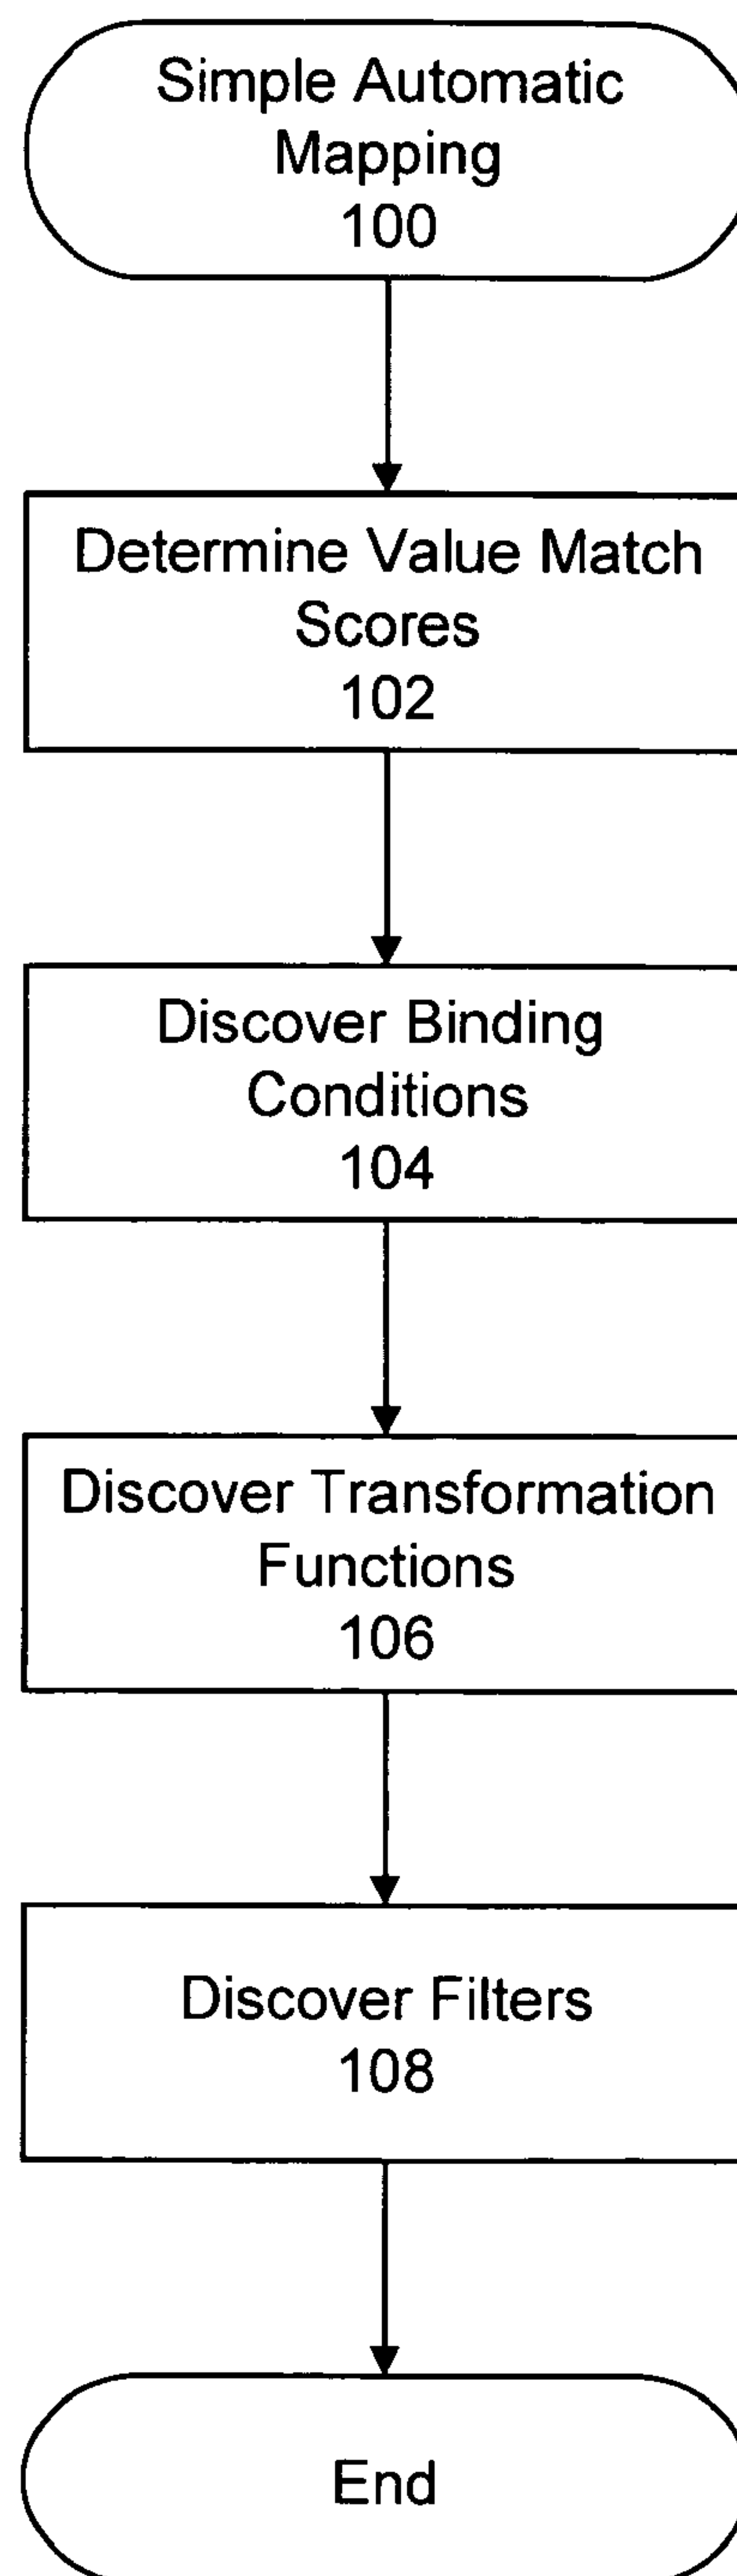 Simple Automatic
Mapping
100
Determine Value Match
Scores
102
Discover Binding
Conditions
104
Discover Transformation
Functions
106
Discover Filters
108
End